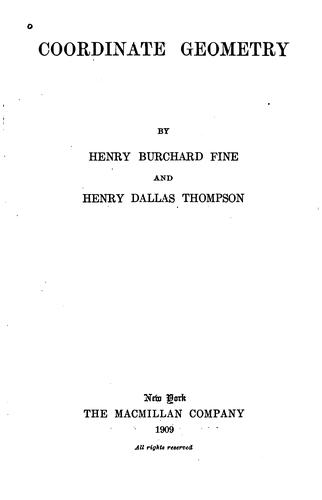 COORDINATE GEOMETRY
BY
HENRY BURCHARD FINE
AND
HENRY DALLAS THOMPSON
New York
THE MACMILLAN COMPANY
1909
All rights reserved